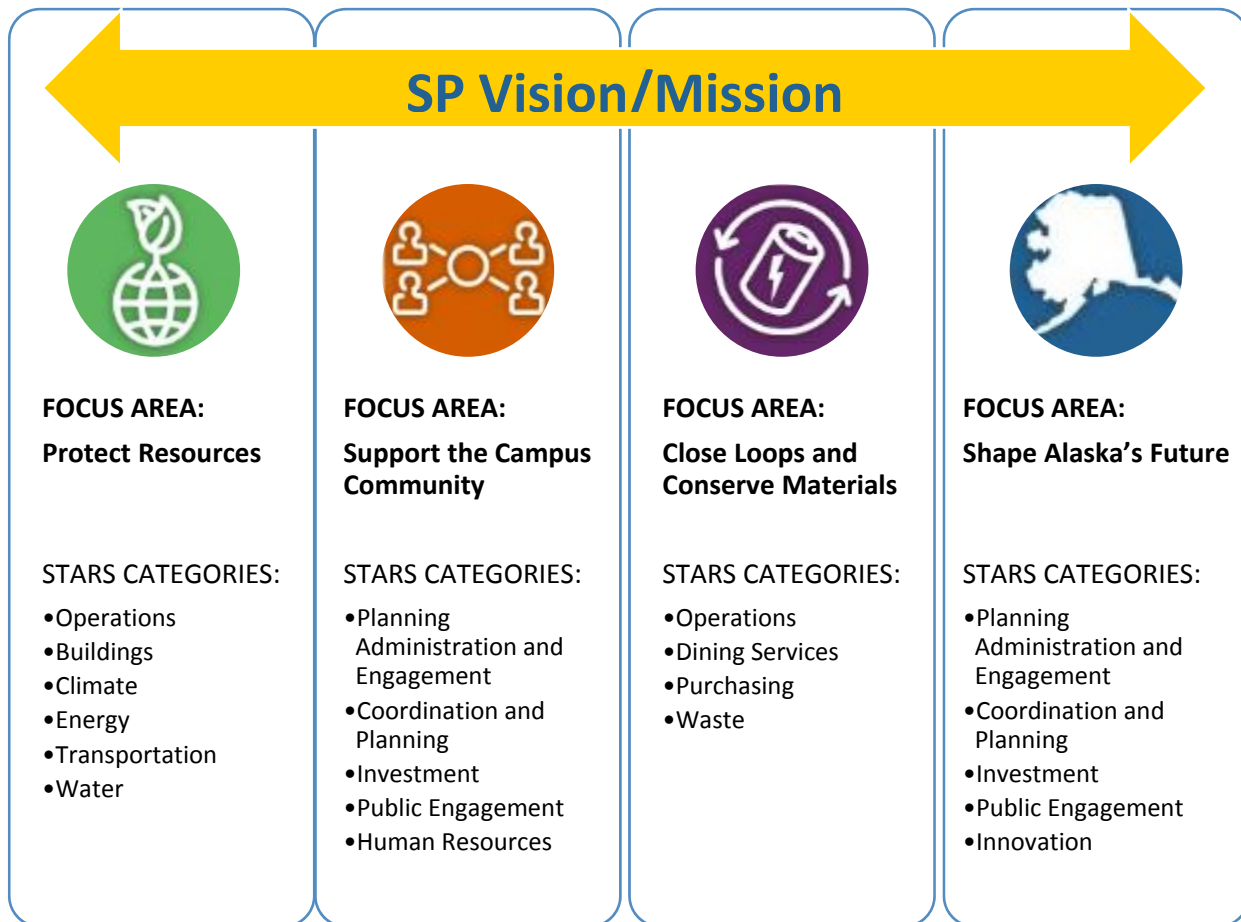 SP Vision/Mission
FOCUS AREA:
Protect Resources
STARS CATEGORIES:
•Operations
•Buildings
•Climate
•Energy
•Transportation
•Water
FOCUS AREA:
Support the Campus
Community
STARS CATEGORIES:
•Planning
Administration and
Engagement
•Coordination and
Planning
•Investment
•Public Engagement
•Human Resources
FOCUS AREA:
Close Loops and
Conserve Materials
STARS CATEGORIES:
•Operations
•Dining Services
•Purchasing
•Waste
FOCUS AREA:
Shape Alaska’s Future
STARS CATEGORIES:
•Planning
Administration and
Engagement
•Coordination and
Planning
•Investment
•Public Engagement
•Innovation